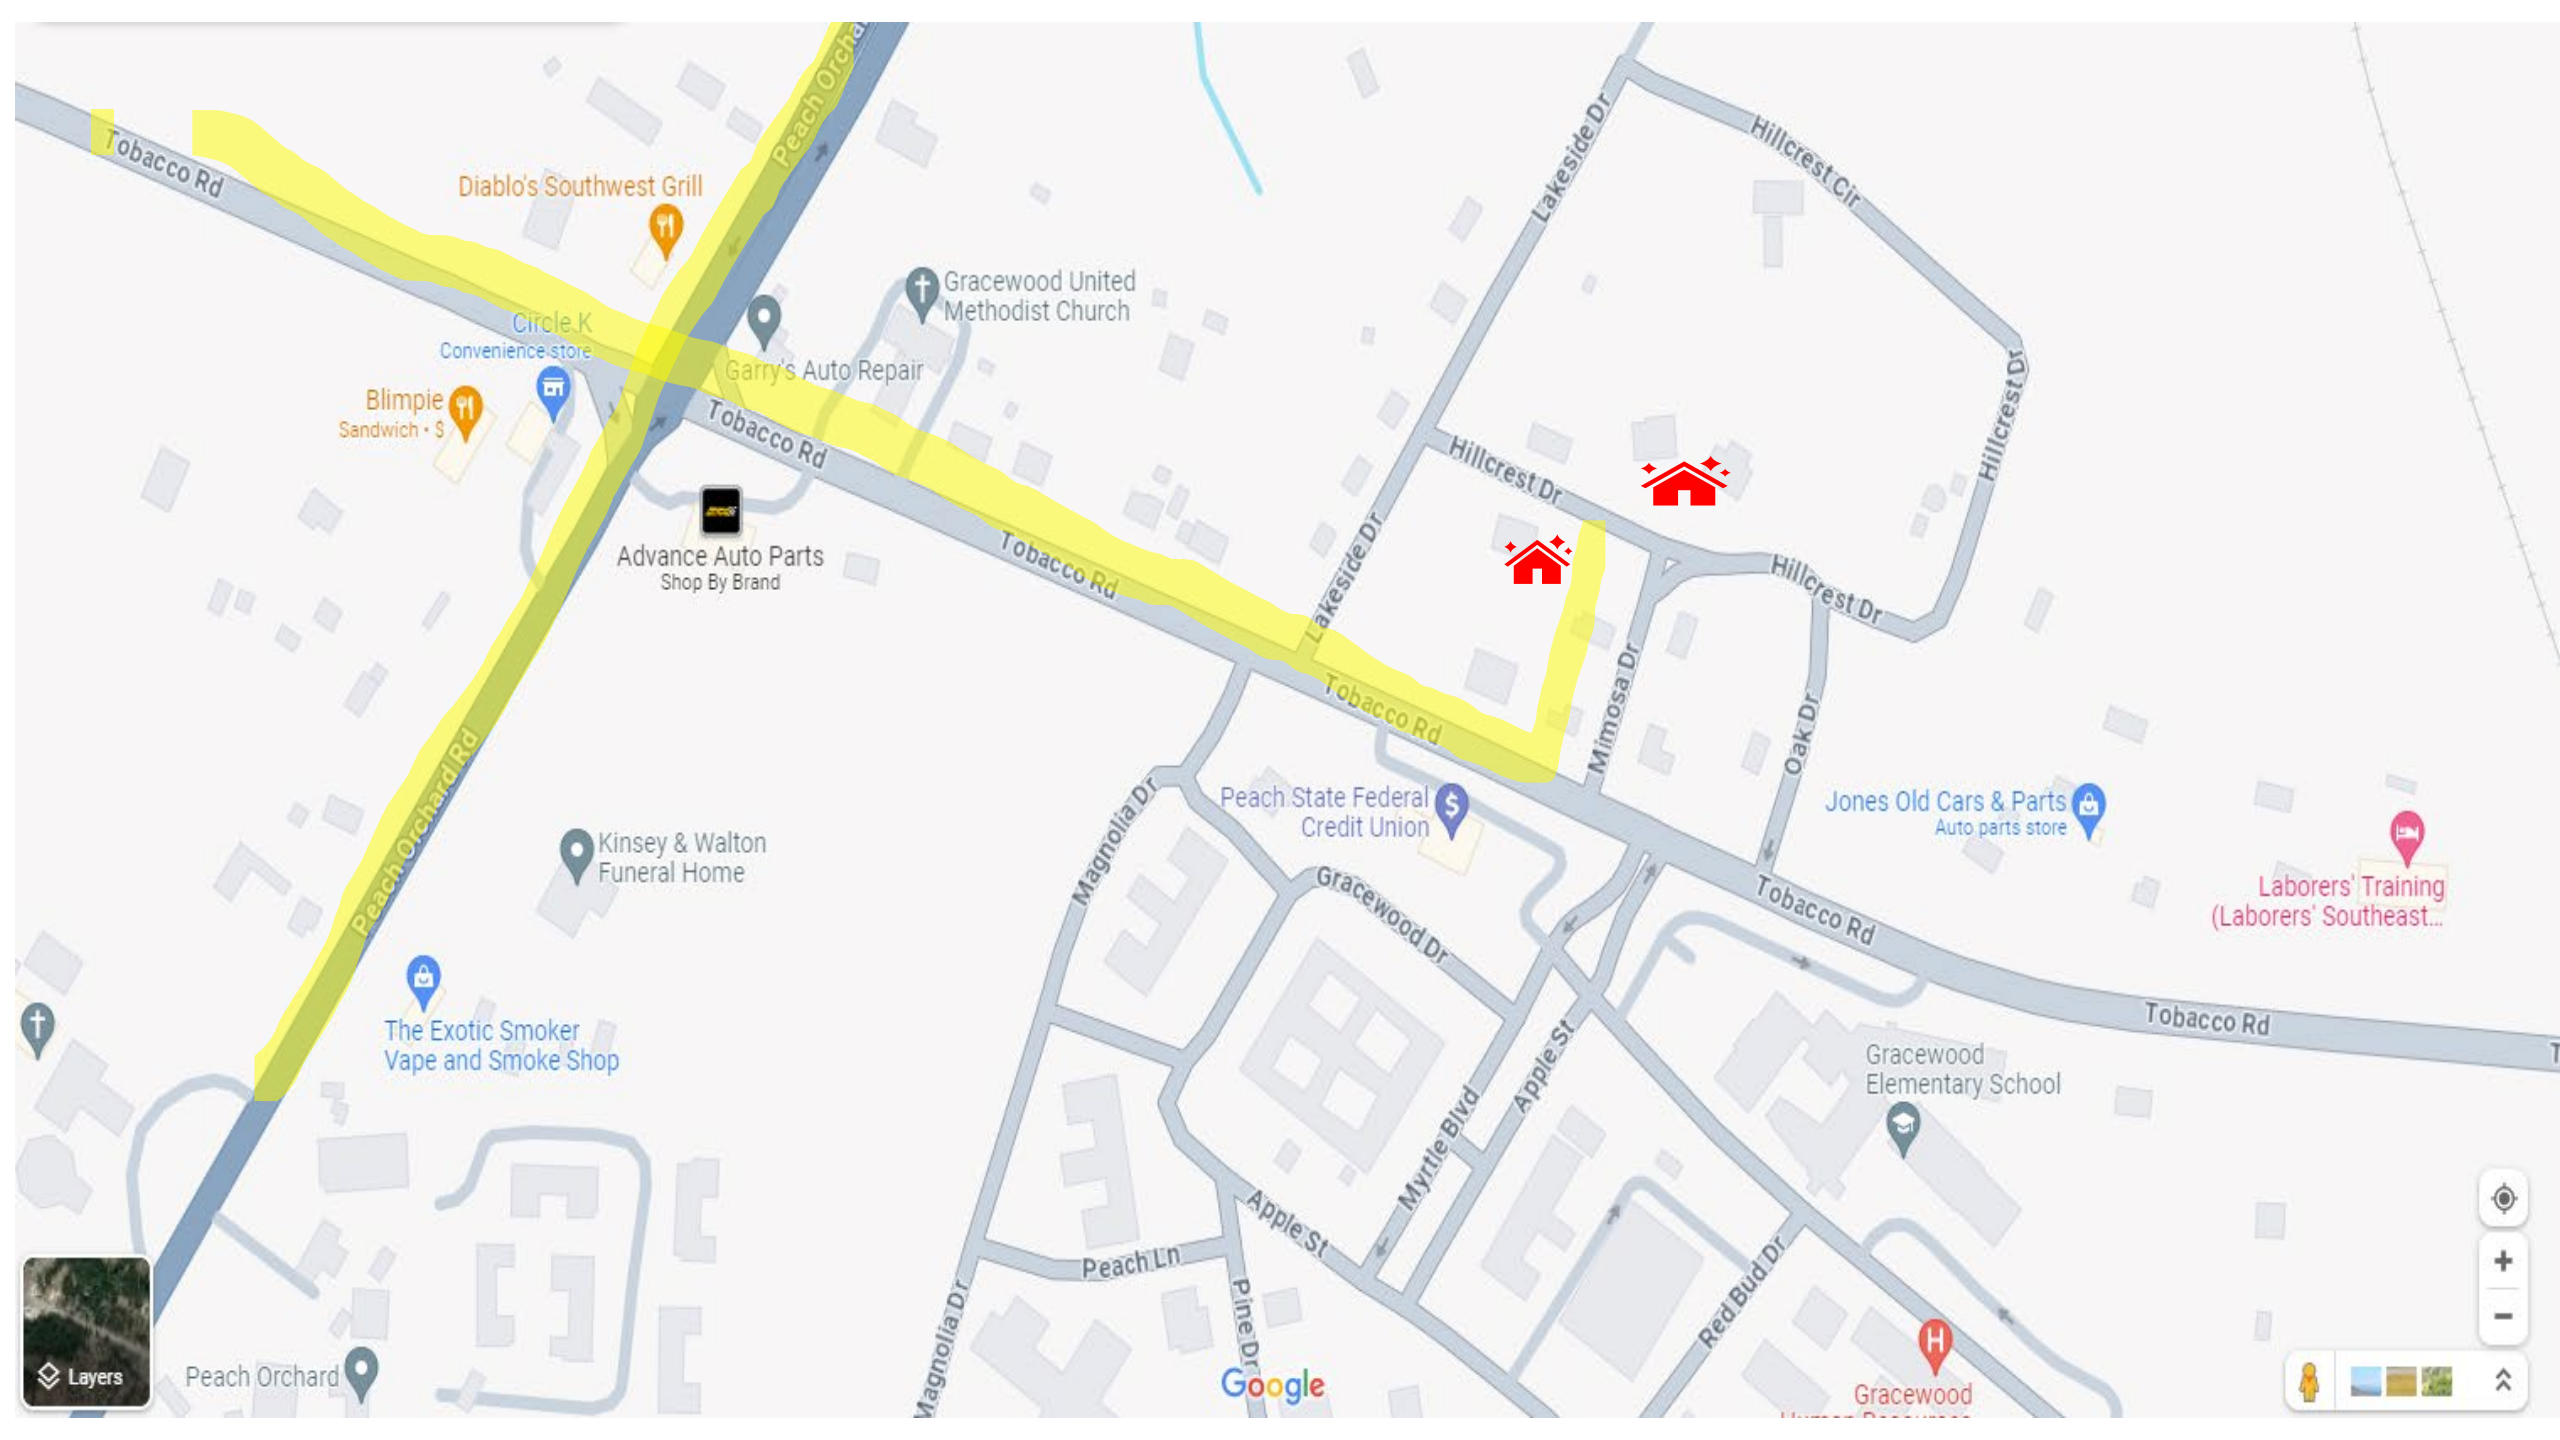 Peach Orcha
Tobacco Rd
Diablo's Southwest Grill
Circle K
Convenience store
Blimpie
Sandwich • $
Gracewood United
Methodist Church
Garry's Auto Repair
Tobacco Rd
Advance Auto Parts
Shop By Brand
Tobacco Rd
Lakeside Dr
Hillcrest Cir
Hillcrest Dr
Hillcrest Dr
Lakeside Dr
Hillcrest Dr
Tobacco Rd
Mimosa Dr
Oak Dr
Peach Orchard Rd
Kinsey & Walton
Funeral Home
Magnolia Dr
Peach State Federal
Credit Union
$
Jones Old Cars & Parts
Auto parts store
Gracewood Dr
Tobacco Rd
Laborers' Training
(Laborers' Southeast...
Tobacco Rd
T
The Exotic Smoker
Vape and Smoke Shop
Gracewood
Elementary School
Myrtle Blvd
Apple St
Apple St
Peach Ln
Pine Dr
Magnolia Dr
Red Bud Dr
Layers
Peach Orchard
Google
H
Gracewood